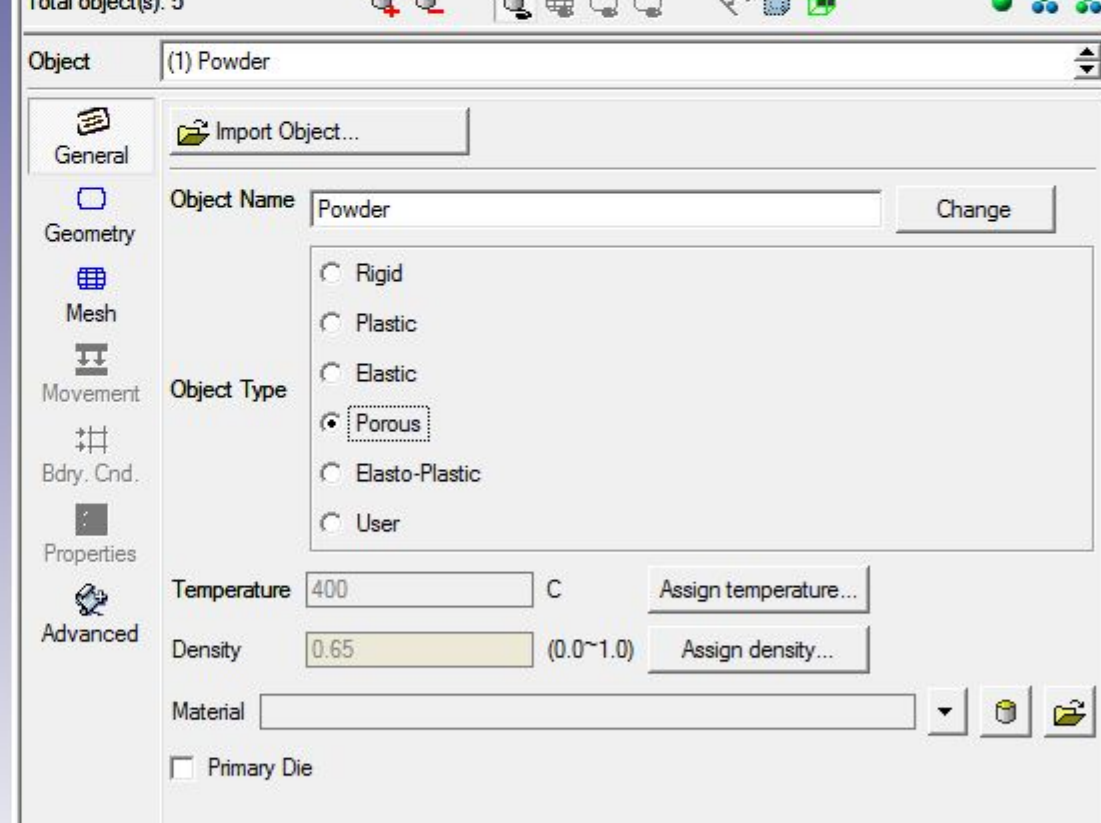 Total object(s): 5
Object (1) Powder
General
Geometry
Mesh
Movement
Bdry. Cnd.
Properties
Advanced
Import Object...
Object Name Powder Change
Object Type
Rigid
Plastic
Elastic
Porous
Elasto-Plastic
User
Temperature 400 C Assign temperature...
Density 0.65 (0.0~1.0) Assign density...
Material
Primary Die